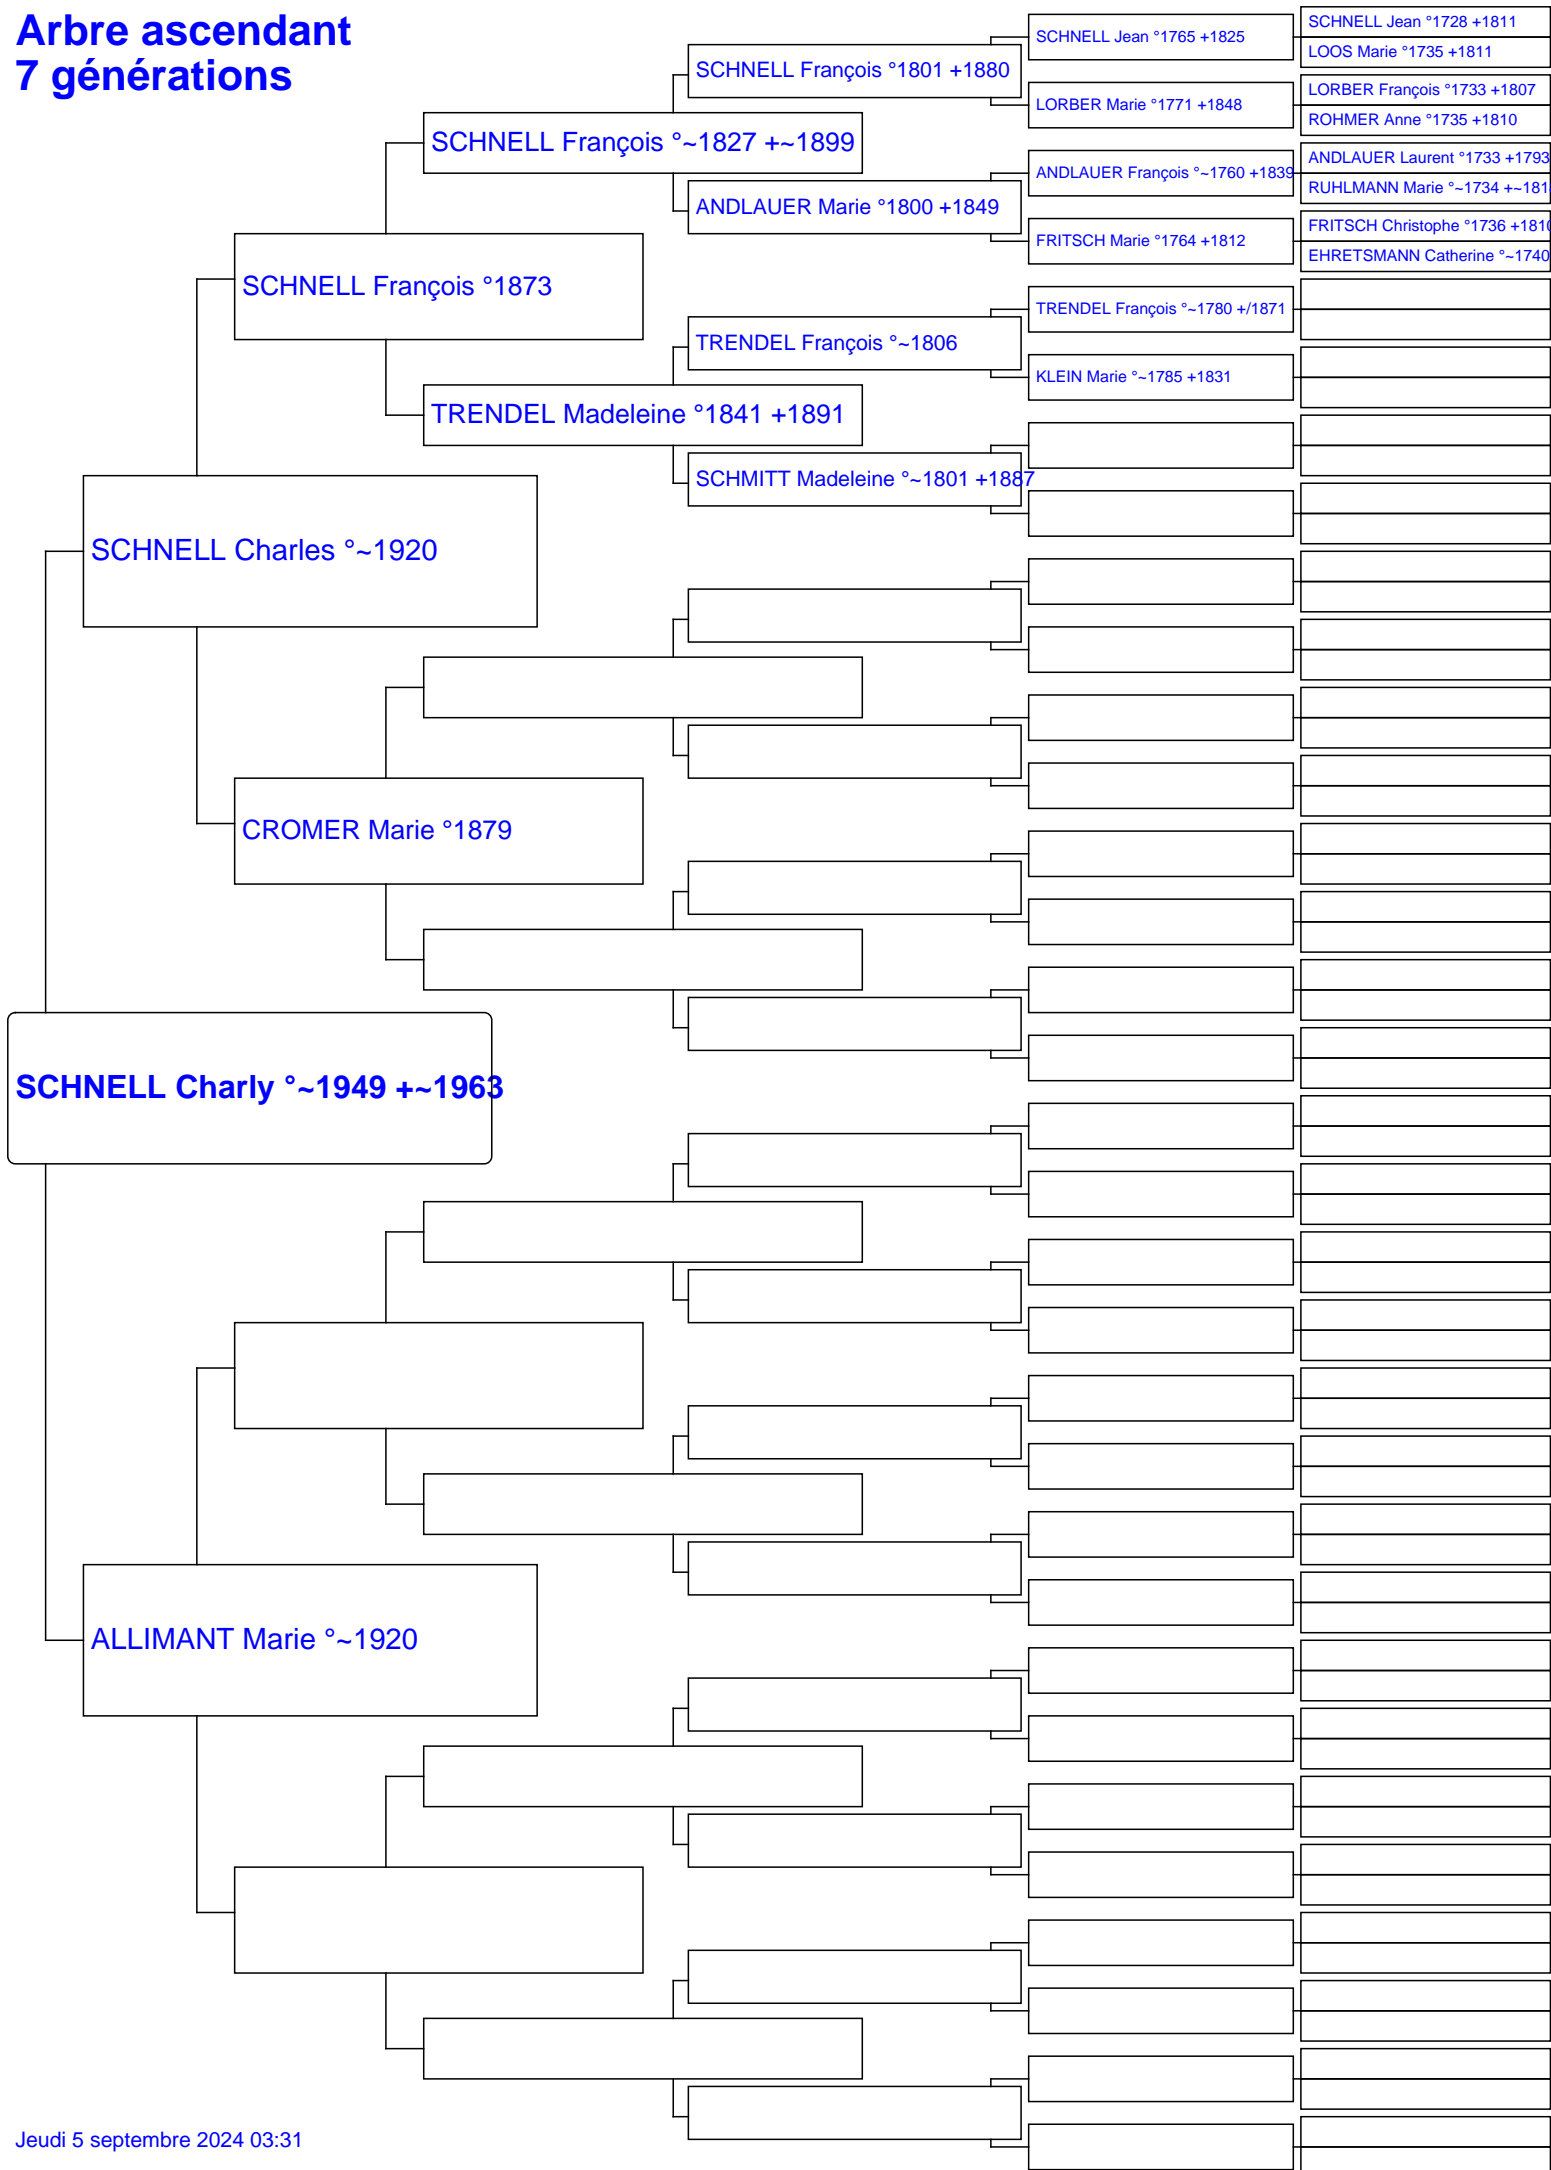 Arbre ascendant
7 générations
SCHNELL Jean °1728 +1811
SCHNELL Jean °1765 +1825
LOOS Marie °1735 +1811
SCHNELL François °1801 +1880
LORBER François °1733 +1807
LORBER Marie °1771 +1848
ROHMER Anne °1735 +1810
SCHNELL François °~1827 +~1899
ANDLAUER Laurent °1733 +1793
ANDLAUER François °~1760 +1839
RUHLMANN Marie °~1734 +~181
ANDLAUER Marie °1800 +1849
FRITSCH Christophe °1736 +1810
FRITSCH Marie °1764 +1812
EHRETSMANN Catherine °~1740
SCHNELL François °1873
TRENDEL François °~1780 +/1871
TRENDEL François °~1806
KLEIN Marie °~1785 +1831
TRENDEL Madeleine °1841 +1891
SCHMITT Madeleine °~1801 +1887
SCHNELL Charles °~1920
CROMER Marie °1879
SCHNELL Charly °~1949 +~1963
ALLIMANT Marie °~1920
Jeudi 5 septembre 2024 03:31